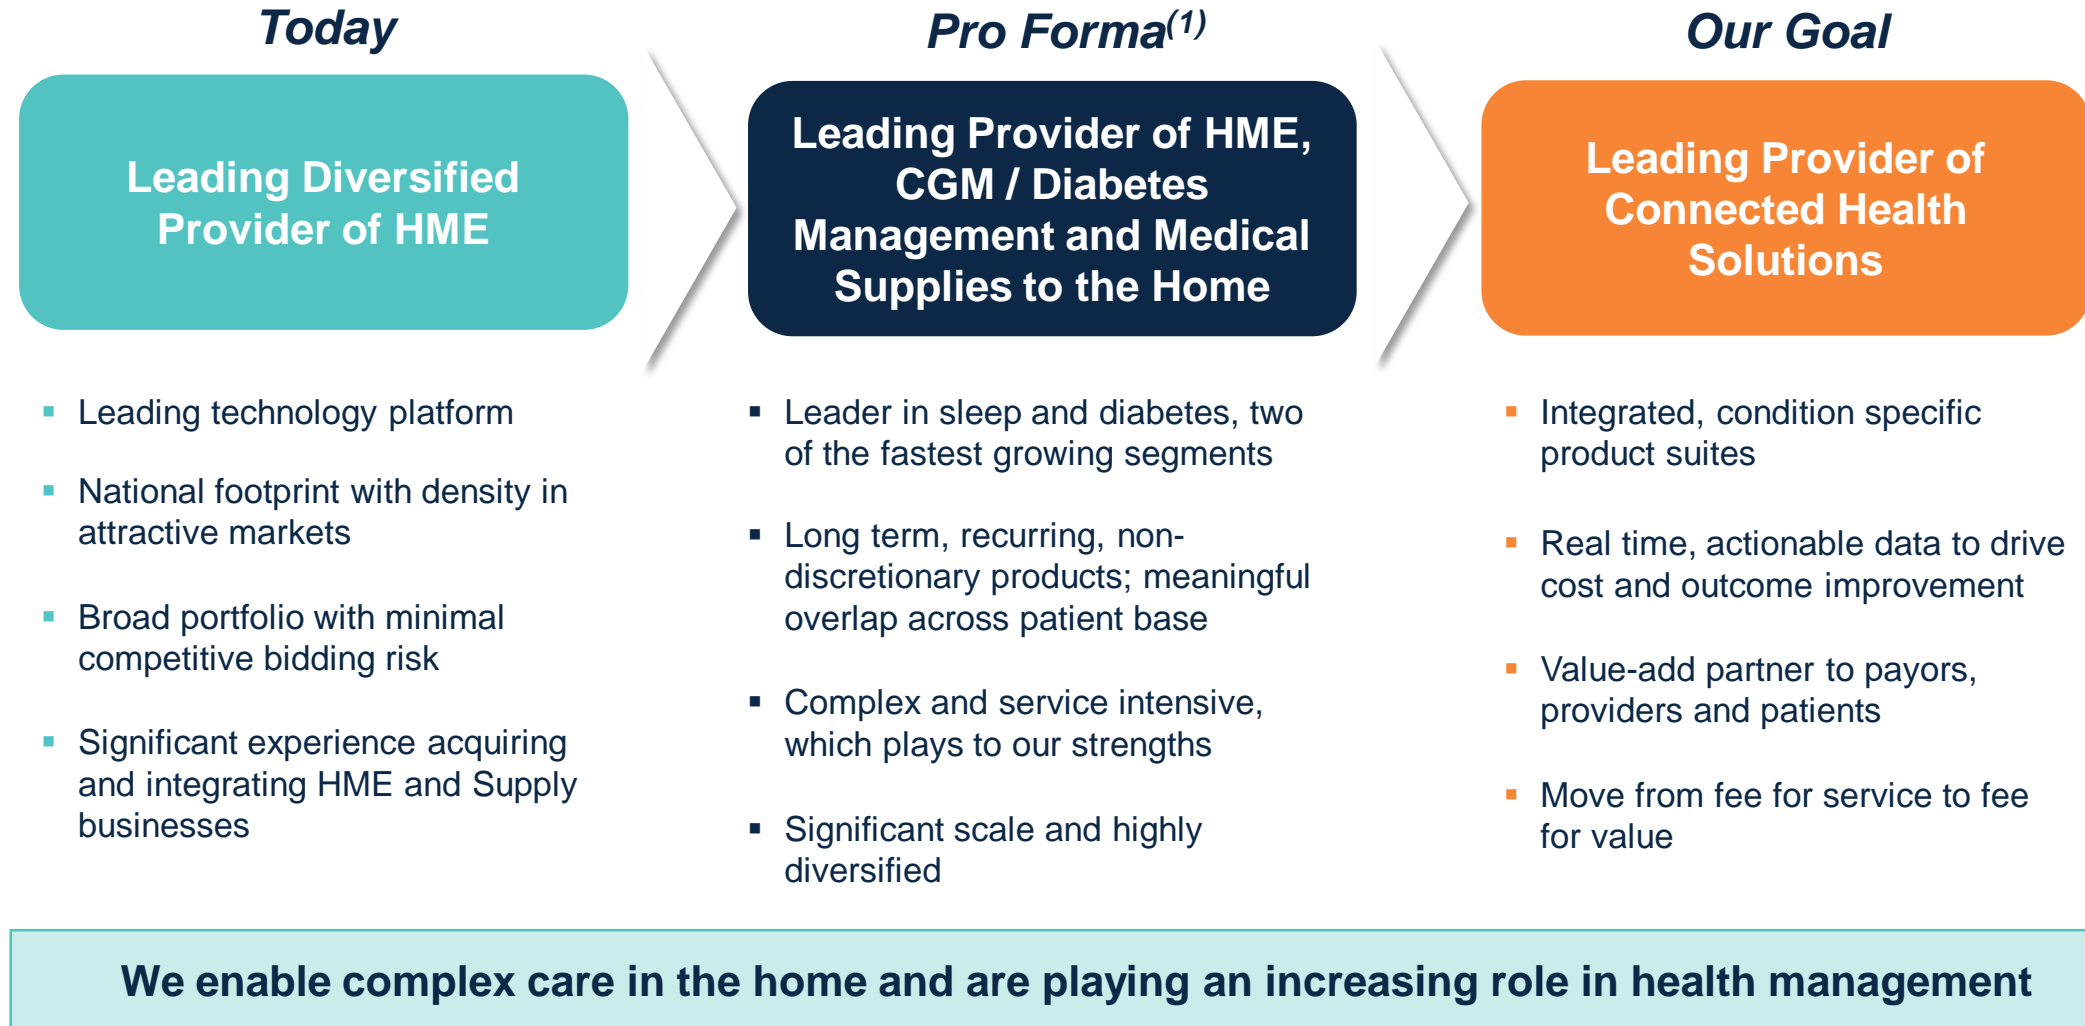 Today
Leading Diversified
Provider of HME
▪ Leading technology platform
▪ National footprint with density in
attractive markets
▪ Broad portfolio with minimal
competitive bidding risk
▪ Significant experience acquiring
and integrating HME and Supply
businesses
Pro Forma(1)
Leading Provider of HME,
CGM / Diabetes
Management and Medical
Supplies to the Home
▪ Leader in sleep and diabetes, two
of the fastest growing segments
▪ Long term, recurring, non-
discretionary products; meaningful
overlap across patient base
▪ Complex and service intensive,
which plays to our strengths
▪ Significant scale and highly
diversified
Our Goal
Leading Provider of
Connected Health
Solutions
▪ Integrated, condition specific
product suites
▪ Real time, actionable data to drive
cost and outcome improvement
▪ Value-add partner to payors,
providers and patients
▪ Move from fee for service to fee
for value
We enable complex care in the home and are playing an increasing role in health management